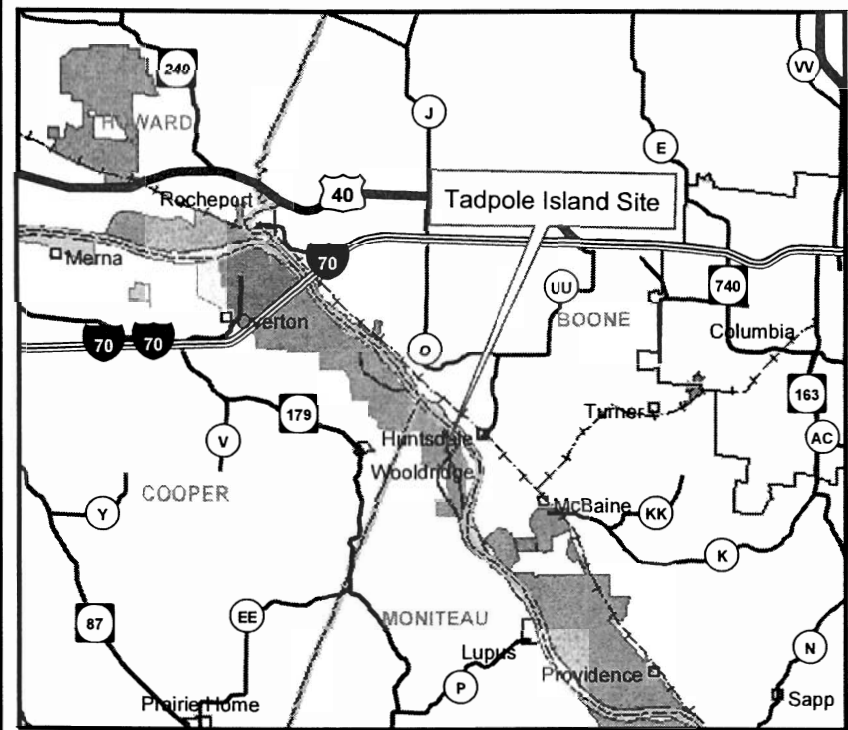 VV
240
HOWARD
J
E
40
Tadpole Island Site
Rocheport
Merna
70
UU
740
BOONE
Overton
Columbia
70
70
O
163
179
Turner
Huntsdale
AC
V
Wooldridge
COOPER
McBaine
Y
KK
K
87
EE
MONITEAU
Lupus
N
Providence
P
Sapp
Prairie Home